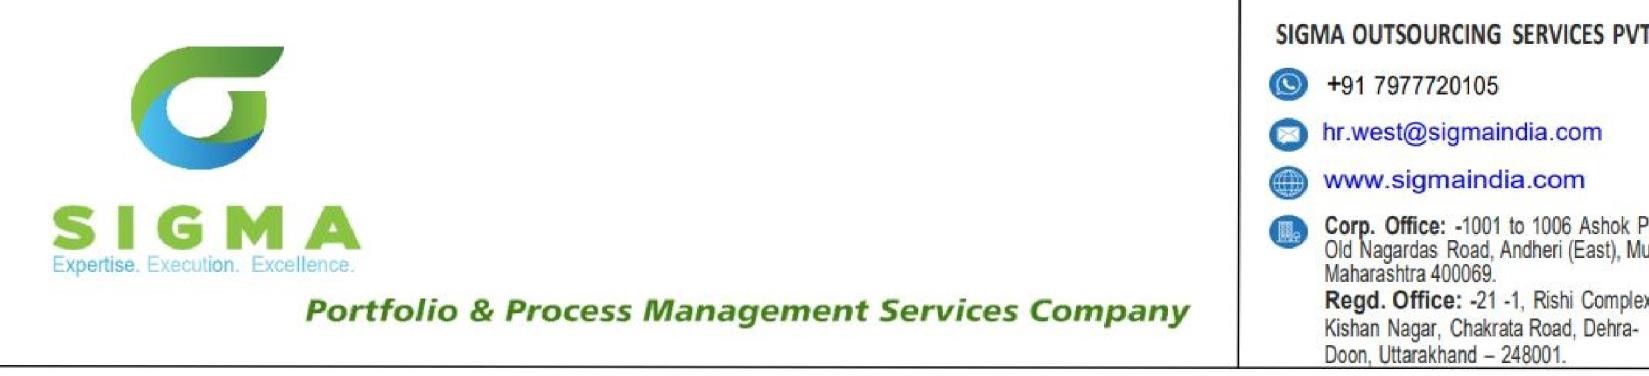 SIGMA
Expertise. Execution. Excellence.
Portfolio & Process Management Services Company
SIGMA OUTSOURCING SERVICES PVT
+91 7977720105
hr.west@sigmaindia.com
www.sigmaindia.com
Corp. Office: -1001 to 1006 Ashok
Old Nagardas Road, Andheri (East),
Maharashtra 400069.
Regd. Office: -21 -1, Rishi Complex
Kishan Nagar, Chakrata Road, Dehra-
Doon, Uttarakhand – 248001.